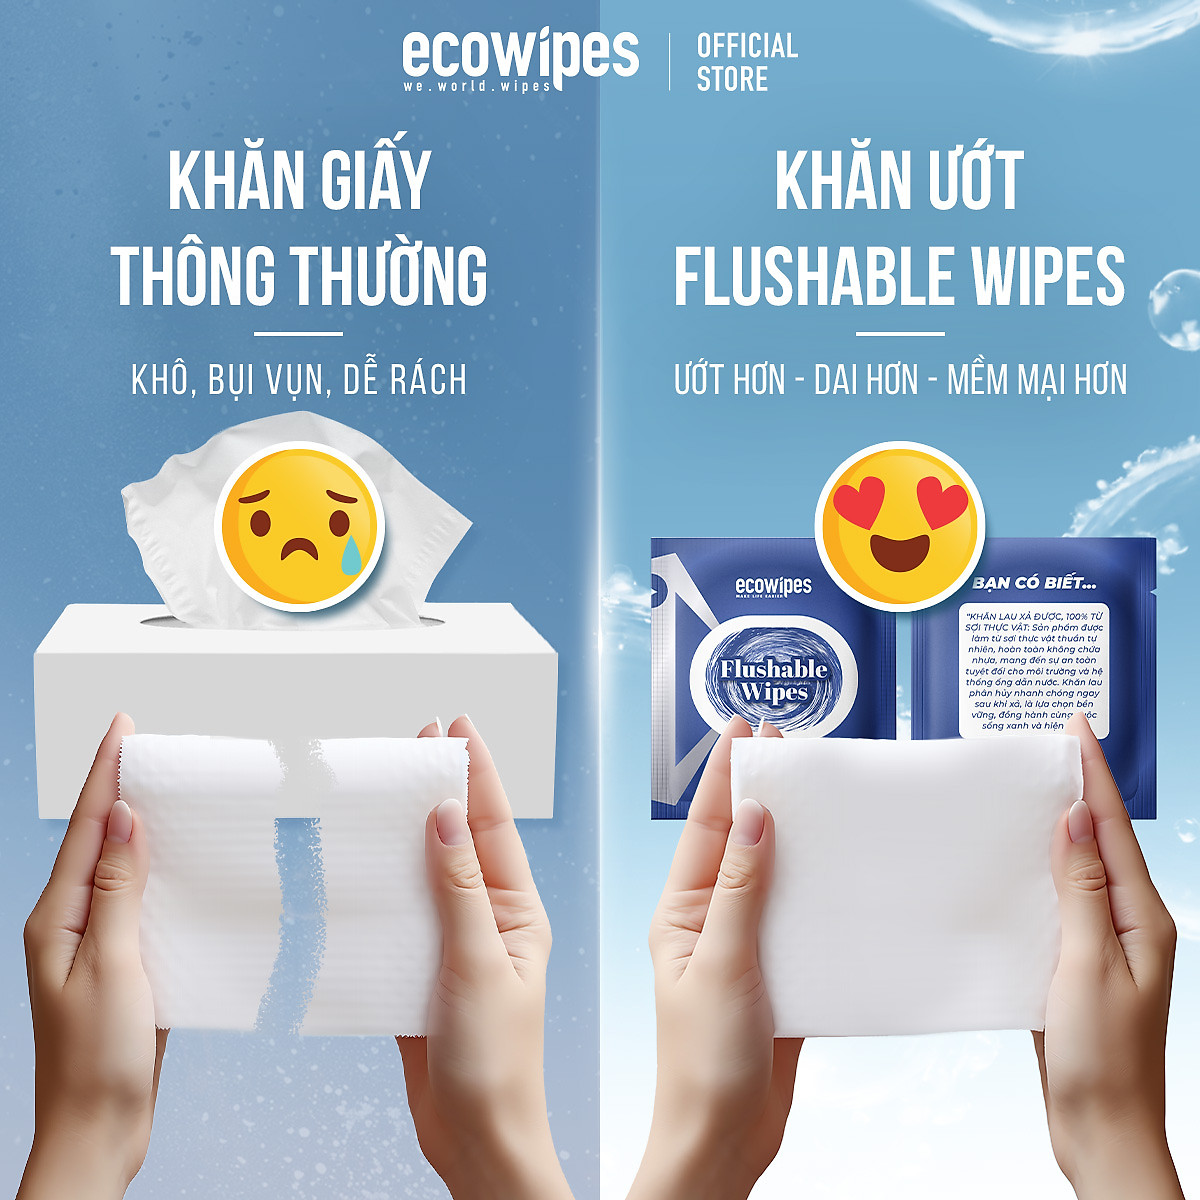 ecowipes
we.world.wipes
OFFICIAL
STORE
KHĂN GIẤY
THÔNG THƯỜNG
KHÔ, BỤI VỤN, DỄ RÁCH
KHĂN ƯỚT
FLUSHABLE WIPES
ƯỚT HƠN - DAI HƠN - MỀM MẠI HƠN
ecowipes
MAKE LIFE EASIER
Flushable
Wipes
BẠN CÓ BIẾT...
"KHĂN LAU XẢ ĐƯỢC, 100% TỪ
SỢI THỰC VẬT: Sản phẩm được
làm từ sợi thực vật thuần tự
nhiên, hoàn toàn không chứa
nhựa, mang đến sự an toàn
tuyệt đối cho môi trường và hệ
thống ống dẫn nước. Khăn lau
phân hủy nhanh chóng ngay
sau khi xả, là lựa chọn bền
vững, đồng hành cùng
sống xanh và hiện